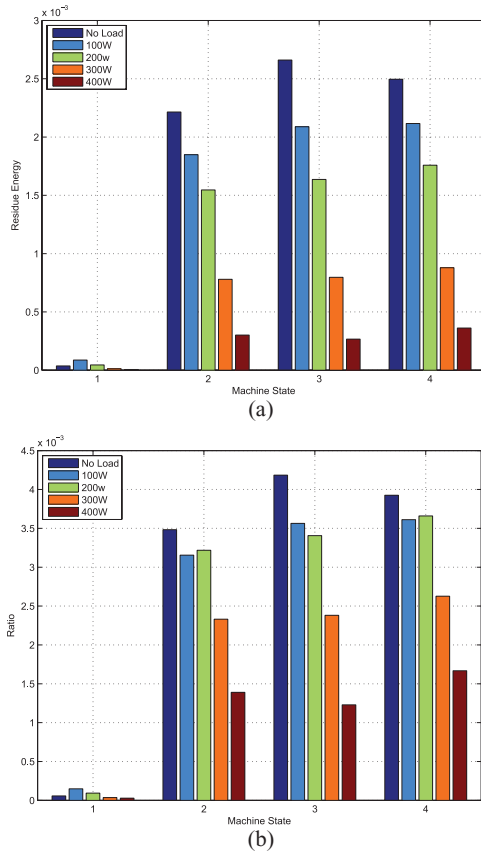 x 10⁻³
3
2.5
2
1.5
1
0.5
0
Residue Energy
No Load
100W
200w
300W
400W
1 2 3 4
Machine State
(a)
x 10⁻³
4.5
4
3.5
3
2.5
2
1.5
1
0.5
0
Ratio
No Load
100W
200w
300W
400W
1 2 3 4
Machine State
(b)